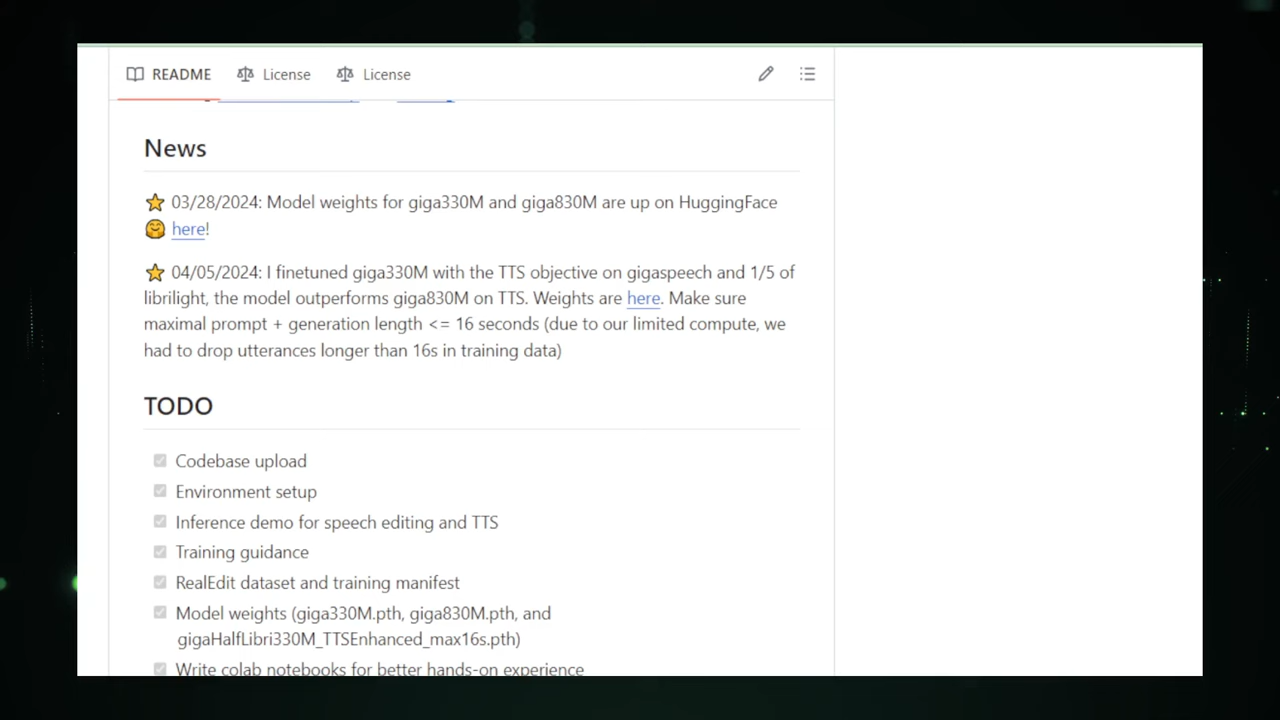 README License License
News
⭐ 03/28/2024: Model weights for giga330M and giga830M are up on HuggingFace
🤗 here!
⭐ 04/05/2024: I finetuned giga330M with the TTS objective on gigaspeech and 1/5 of
librilight, the model outperforms giga830M on TTS. Weights are here. Make sure
maximal prompt + generation length <= 16 seconds (due to our limited compute, we
had to drop utterances longer than 16s in training data)
TODO
Codebase upload
Environment setup
Inference demo for speech editing and TTS
Training guidance
RealEdit dataset and training manifest
Model weights (giga330M.pth, giga830M.pth, and
gigaHalfLibri330M_TTSEnhanced_max16s.pth)
Write colab notebooks for better hands-on experience